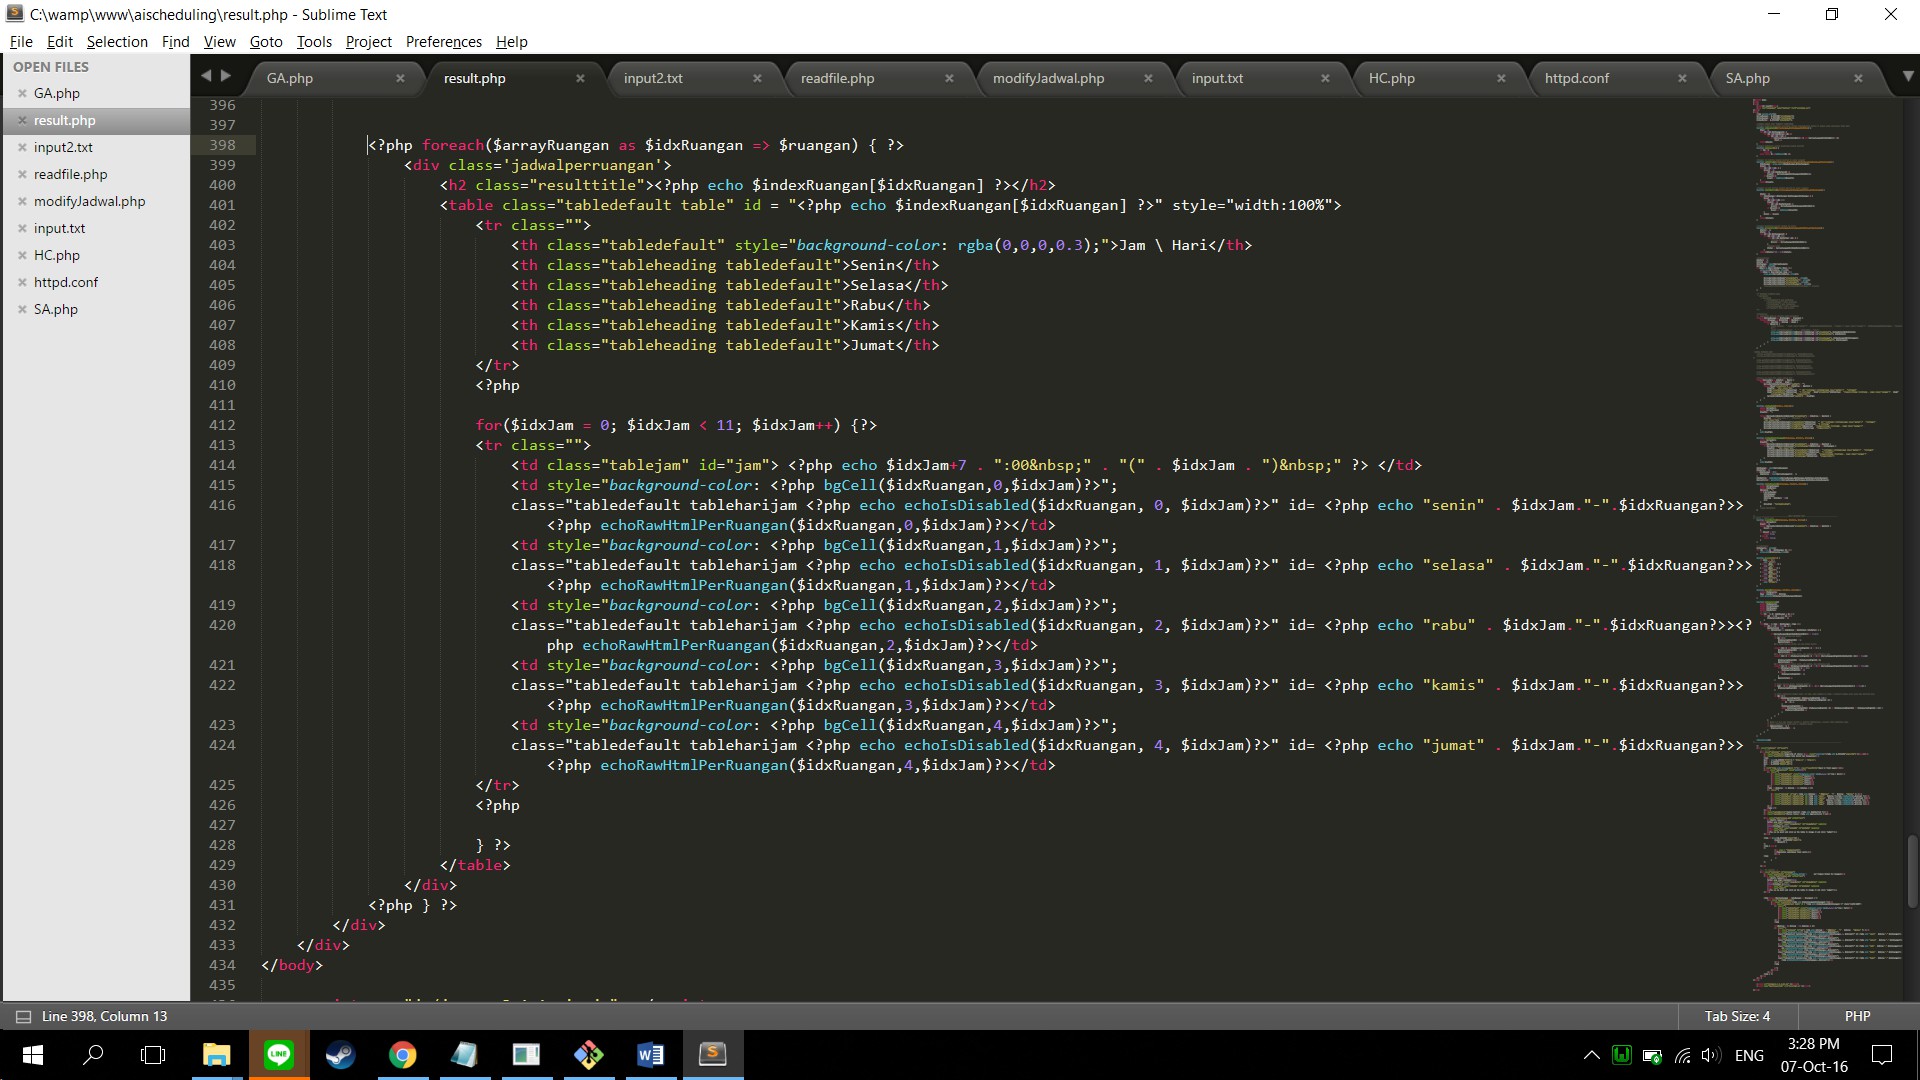 C:\wamp\www\aischeduling\result.php - Sublime Text
File Edit Selection Find View Goto Tools Project Preferences Help
OPEN FILES
GA.php
result.php
input2.txt
readfile.php
modifyJadwal.php
input.txt
HC.php
httpd.conf
SA.php
GA.php result.php input2.txt readfile.php modifyJadwal.php input.txt HC.php httpd.conf SA.php
396
397
398 <?php foreach($arrayRuangan as $idxRuangan => $ruangan) { ?>
399 <div class='jadwalperruangan'>
400 <h2 class="resulttitle"><?php echo $indexRuangan[$idxRuangan] ?></h2>
401 <table class="tabledefault table" id = "<?php echo $indexRuangan[$idxRuangan] ?>" style="width:100%">
402 <tr class="">
403 <th class="tabledefault" style="background-color: rgba(0,0,0,0.3);">Jam \ Hari</th>
404 <th class="tableheading tabledefault">Senin</th>
405 <th class="tableheading tabledefault">Selasa</th>
406 <th class="tableheading tabledefault">Rabu</th>
407 <th class="tableheading tabledefault">Kamis</th>
408 <th class="tableheading tabledefault">Jumat</th>
409 </tr>
410 <?php
411
412 for($idxJam = 0; $idxJam < 11; $idxJam++) {?>
413 <tr class="">
414 <td class="tablejam" id="jam"> <?php echo $idxJam+7 . ":00&nbsp;" . "(" . $idxJam . ")&nbsp;" ?> </td>
415 <td style="background-color: <?php bgCell($idxRuangan,0,$idxJam)?>";
416 class="tabledefault tableharijam <?php echo echoIsDisabled($idxRuangan, 0, $idxJam)?>" id= <?php echo "senin" . $idxJam."-".$idxRuangan?>>
<?php echoRawHtmlPerRuangan($idxRuangan,0,$idxJam)?></td>
417 <td style="background-color: <?php bgCell($idxRuangan,1,$idxJam)?>";
418 class="tabledefault tableharijam <?php echo echoIsDisabled($idxRuangan, 1, $idxJam)?>" id= <?php echo "selasa" . $idxJam."-".$idxRuangan?>>
<?php echoRawHtmlPerRuangan($idxRuangan,1,$idxJam)?></td>
419 <td style="background-color: <?php bgCell($idxRuangan,2,$idxJam)?>";
420 class="tabledefault tableharijam <?php echo echoIsDisabled($idxRuangan, 2, $idxJam)?>" id= <?php echo "rabu" . $idxJam."-".$idxRuangan?>><?
php echoRawHtmlPerRuangan($idxRuangan,2,$idxJam)?></td>
421 <td style="background-color: <?php bgCell($idxRuangan,3,$idxJam)?>";
422 class="tabledefault tableharijam <?php echo echoIsDisabled($idxRuangan, 3, $idxJam)?>" id= <?php echo "kamis" . $idxJam."-".$idxRuangan?>>
<?php echoRawHtmlPerRuangan($idxRuangan,3,$idxJam)?></td>
423 <td style="background-color: <?php bgCell($idxRuangan,4,$idxJam)?>";
424 class="tabledefault tableharijam <?php echo echoIsDisabled($idxRuangan, 4, $idxJam)?>" id= <?php echo "jumat" . $idxJam."-".$idxRuangan?>>
<?php echoRawHtmlPerRuangan($idxRuangan,4,$idxJam)?></td>
425 </tr>
426 <?php
427
428 } ?>
429 </table>
430 </div>
431 <?php } ?>
432 </div>
433 </div>
434 </body>
435
Line 398, Column 13 Tab Size: 4 PHP
LINE
ENG
3:28 PM
07-Oct-16